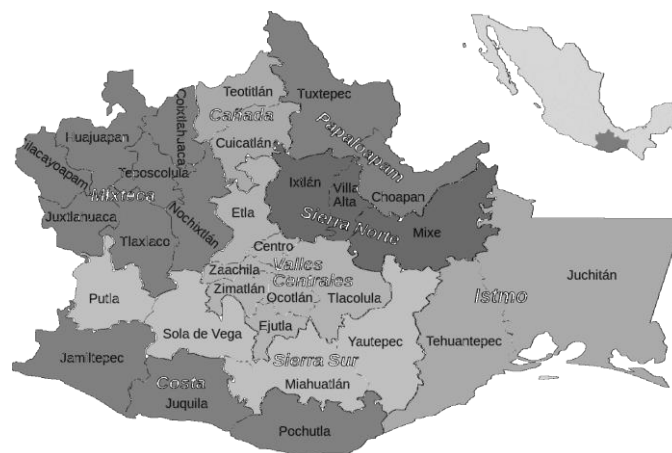 Teotitlán
Tuxtepec
Coixtlahuaca
Cañada
Huajuapan
Papaloapam
Cuicatlán
Silacayoapam
Teposcolula
Ixilán
Villa
Alta
Choapan
Mixteca
Juxtlahuaca
Nochixtlán
Etla
Sierra Norte
Mixe
Tlaxiaco
Centro
Zaachila
Valles
Centrales
Juchitán
Putla
Zimatlán
Ocotlán
Tlacolula
Istmo
Sola de Vega
Ejutla
Yautepec
Tehuantepec
Jamiltepec
Sierra Sur
Costa
Miahuatlán
Juquila
Pochutla